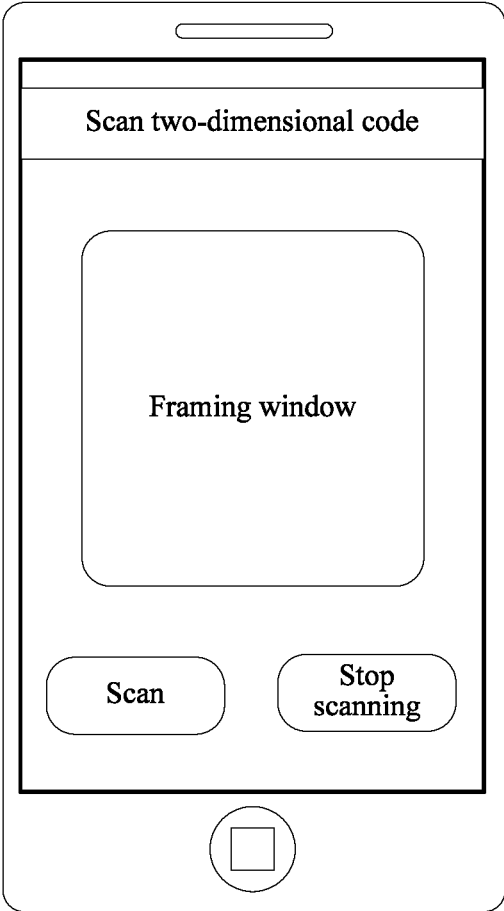 Scan two-dimensional code
Framing window
Scan
Stop
scanning